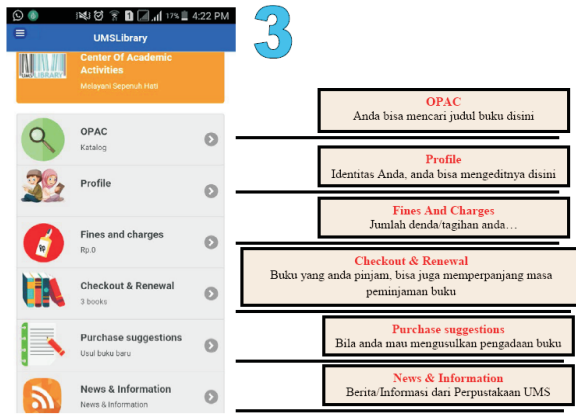 17% 4:22 PM
3
UMSLibrary
Center Of Academic
Activities
Melayani Sepenuh Hati
UMS LIBRARY
OPAC
Katalog
OPAC
Anda bisa mencari judul buku disini
Profile
Profile
Identitas Anda, anda bisa mengeditnya disini
Fines and charges
Rp.0
Fines And Charges
Jumlah denda/tagihan anda…
Checkout & Renewal
3 books
Checkout & Renewal
Buku yang anda pinjam, bisa juga memperpanjang masa
peminjaman buku
Purchase suggestions
Usul buku baru
Purchase suggestions
Bila anda mau mengusulkan pengadaan buku
News & Information
News & Information
News & Information
Berita/Informasi dari Perpustakaan UMS